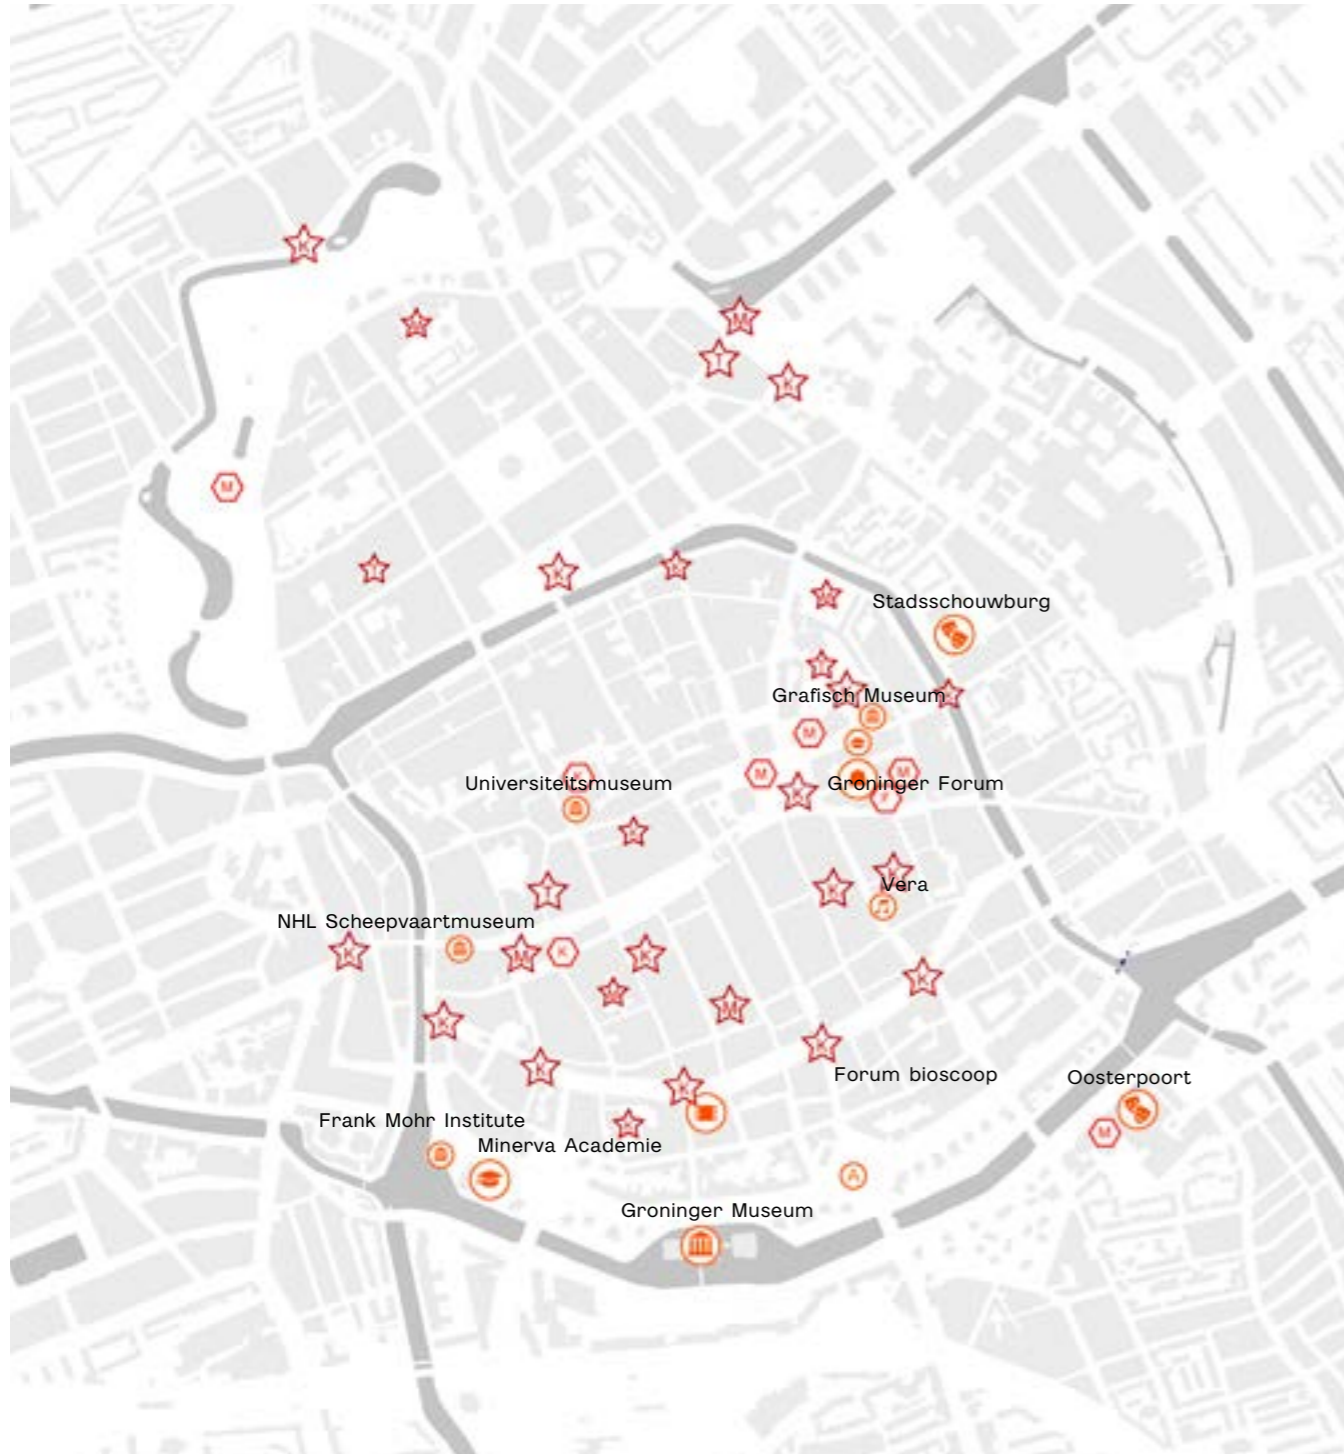 K
M
T
K
M
T
K
K
Stadsschouwburg
T
Grafisch Museum
M
M
M
K
Groninger Forum
Universiteitsmuseum
K
T
K
Vera
NHL Scheepvaartmuseum
K
M
K
K
K
M
K
K
K
Forum bioscoop
K
Oosterpoort
M
Frank Mohr Institute
Minerva Academie
A
Groninger Museum